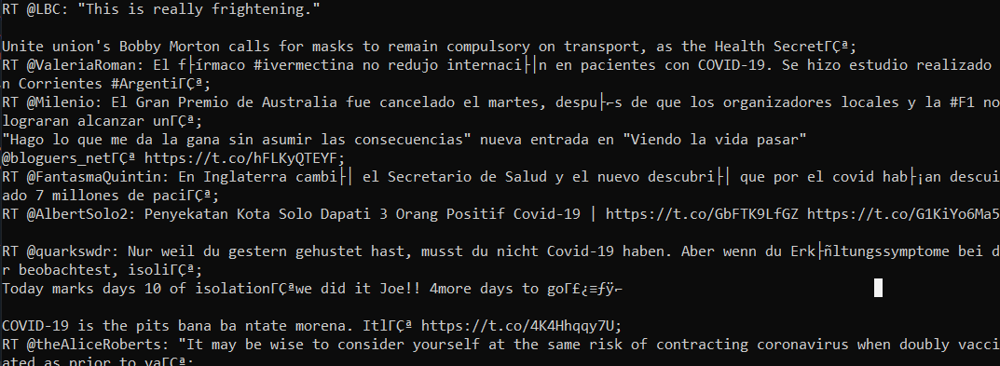 RT @LBC: "This is really frightening."
Unite union's Bobby Morton calls for masks to remain compulsory on transport, as the Health SecretΓÇª;
RT @ValeriaRoman: El f├írmaco #ivermectina no redujo internaci├│n en pacientes con COVID-19. Se hizo estudio realizado
n Corrientes #ArgentiΓÇª;
RT @Milenio: El Gran Premio de Australia fue cancelado el martes, despu├⌐s de que los organizadores locales y la #F1 no
lograran alcanzar unΓÇª;
"Hago lo que me da la gana sin asumir las consecuencias" nueva entrada en "Viendo la vida pasar"
@bloguers_netΓÇª https://t.co/hFLKyQTEYF;
RT @FantasmaQuintin: En Inglaterra cambi├│ el Secretario de Salud y el nuevo descubri├│ que por el covid hab├¡an descui
ado 7 millones de paciΓÇª;
RT @AlbertSolo2: Penyekatan Kota Solo Dapati 3 Orang Positif Covid-19 | https://t.co/GbFTK9LfGZ https://t.co/G1KiYo6Ma5
RT @quarkswdr: Nur weil du gestern gehustet hast, musst du nicht Covid-19 haben. Aber wenn du Erk├ñltungssymptome bei d
r beobachtest, isoliΓÇª;
Today marks days 10 of isolationΓÇªwe did it Joe!! 4more days to goΓ£¿≡ƒÿ⌐
COVID-19 is the pits bana ba ntate morena. ItlΓÇª https://t.co/4K4Hhqqy7U;
RT @theAliceRoberts: "It may be wise to consider yourself at the same risk of contracting coronavirus when doubly vacci
ated as prior to vaΓÇª;